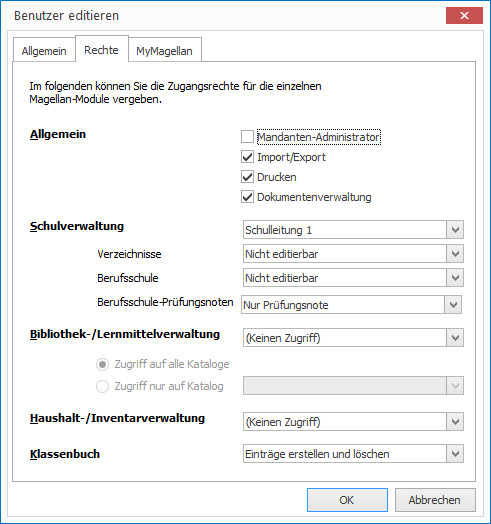 Benutzer editieren
Allgemein Rechte MyMagellan
Im folgenden können Sie die Zugangsrechte für die einzelnen
Magellan-Module vergeben.
Allgemein
Mandanten-Administrator
Import/Export
Drucken
Dokumentenverwaltung
Schulverwaltung Schulleitung 1
Verzeichnisse Nicht editierbar
Berufsschule Nicht editierbar
Berufsschule-Prüfungsnoten Nur Prüfungsnote
Bibliothek-/Lernmittelverwaltung (Keinen Zugriff)
Zugriff auf alle Kataloge
Zugriff nur auf Katalog
Haushalt-/Inventarverwaltung (Keinen Zugriff)
Klassenbuch Einträge erstellen und löschen
OK Abbrechen